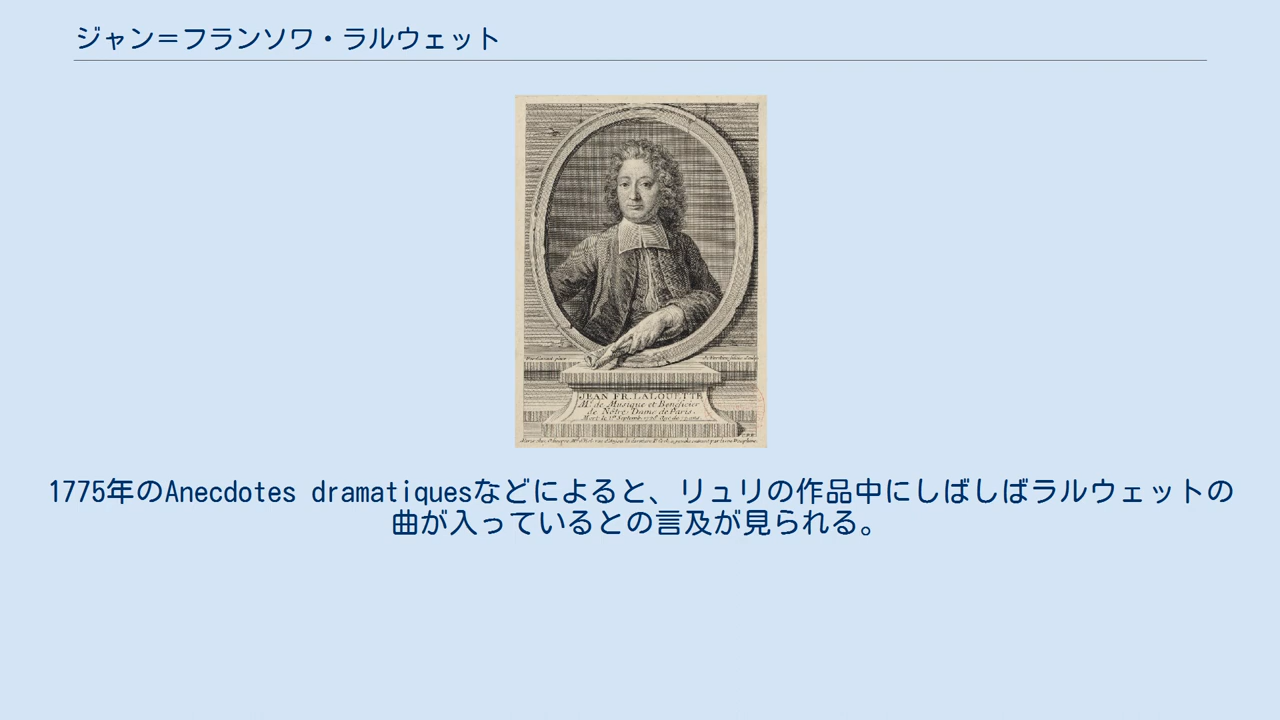 ジャン＝フランソワ・ラルウェット
JEAN FR. LALOUETTE
Mre. de Musique et Beneficier
de Nôtre-Dame de Paris.
1775年のAnecdotes dramatiquesなどによると、リュリの作品中にしばしばラルウェットの
曲が入っているとの言及が見られる。